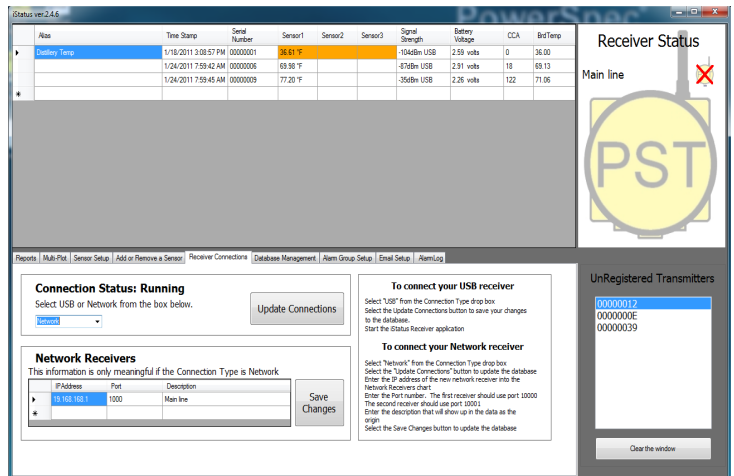 iStatus ver.2.4.6
PowerSpec
Alias Time Stamp Serial Number Sensor1 Sensor2 Sensor3 Signal Strength Battery Voltage CCA BrdTemp
Distillery Temp 1/18/2011 3:08:57 PM 00000001 36.61 °F -104dBm USB 2.59 volts 0 36.00
1/24/2011 7:59:42 AM 00000006 69.98 °F -87dBm USB 2.91 volts 18 69.13
1/24/2011 7:59:45 AM 00000009 77.20 °F -35dBm USB 2.26 volts 122 71.06
Receiver Status
Main line
PST
Reports Multi-Plot Sensor Setup Add or Remove a Sensor Receiver Connections Database Management Alarm Group Setup Email Setup AlarmLog
Connection Status: Running
Select USB or Network from the box below.
Network
Update Connections
Network Receivers
This information is only meaningful if the Connection Type is Network
IPAddress Port Description
19.168.168.1 1000 Main line
Save
Changes
To connect your USB receiver
Select "USB" from the Connection Type drop box
Select the Update Connections button to save your changes
to the database.
Start the iStatus Receiver application
To connect your Network receiver
Select "Network" from the Connection Type drop box
Select the "Update Connections" button to update the database
Enter the IP address of the new network receiver into the
Network Receivers chart
Enter the Port number. The first receiver should use port 10000
The second receiver should use port 10001
Enter the description that will show up in the data as the
origin
Select the Save Changes button to update the database
UnRegistered Transmitters
00000012
0000000E
00000039
Clear the window